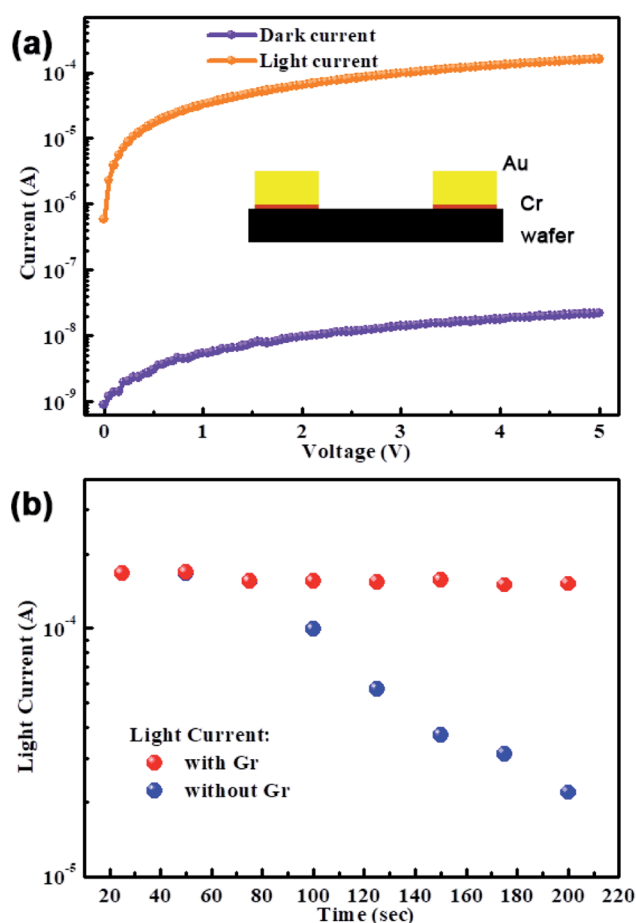 (a)
Dark current
Light current
10⁻⁴
10⁻⁵
10⁻⁶
10⁻⁷
10⁻⁸
10⁻⁹
Current (A)
Au
Cr
wafer
0 1 2 3 4 5
Voltage (V)
(b)
10⁻⁴
10⁻⁵
Light Current (A)
Light Current:
with Gr
without Gr
20 40 60 80 100 120 140 160 180 200 220
Time (sec)